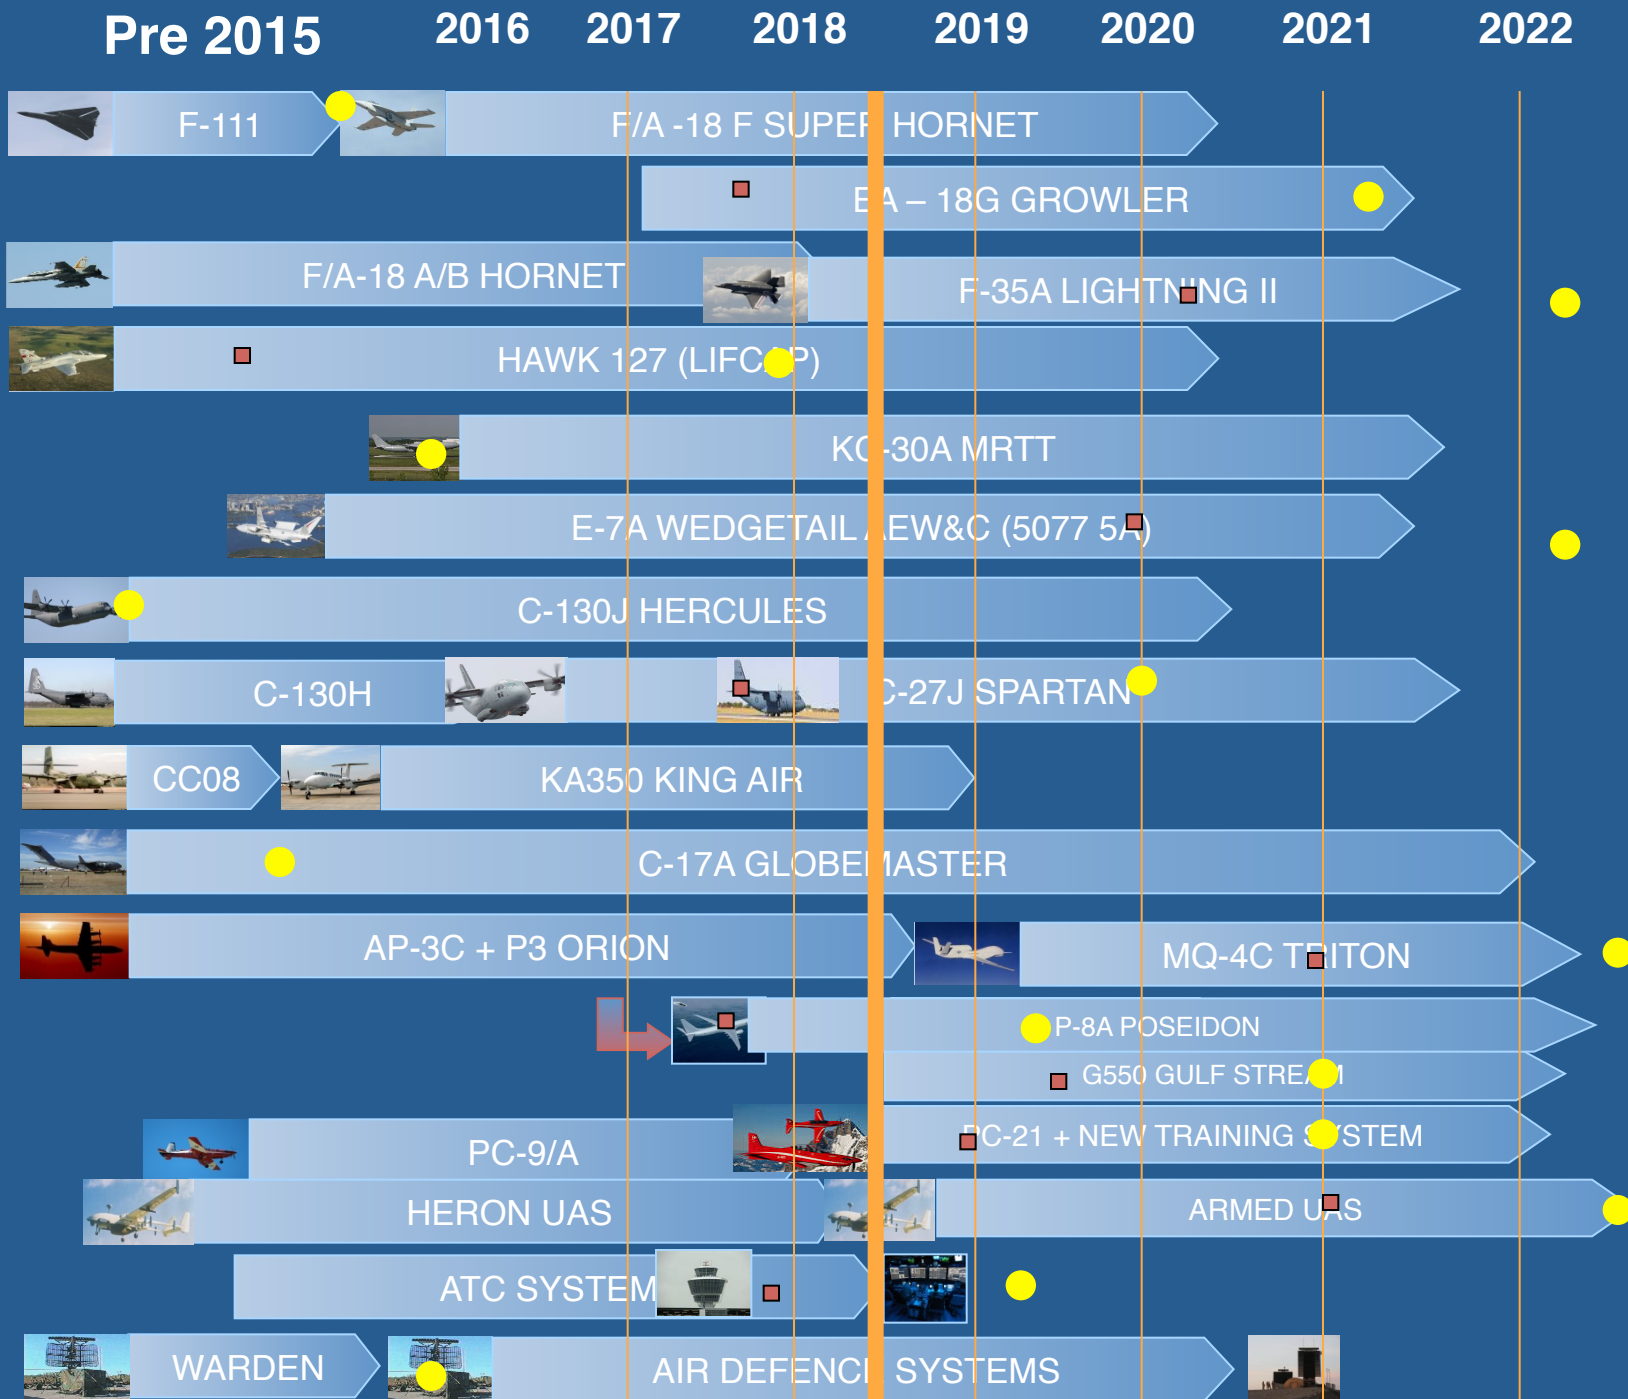 Pre 2015 2016 2017 2018 2019 2020 2021 2022
F-111
F/A -18 F SUPER HORNET
EA – 18G GROWLER
F/A-18 A/B HORNET
F-35A LIGHTNING II
HAWK 127 (LIFCAP)
KC-30A MRTT
E-7A WEDGETAIL AEW&C (5077 5A)
C-130J HERCULES
C-130H
C-27J SPARTAN
CC08
KA350 KING AIR
C-17A GLOBEMASTER
AP-3C + P3 ORION
MQ-4C TRITON
P-8A POSEIDON
G550 GULF STREAM
PC-9/A
PC-21 + NEW TRAINING SYSTEM
HERON UAS
ARMED UAS
ATC SYSTEM
WARDEN
AIR DEFENCE SYSTEMS